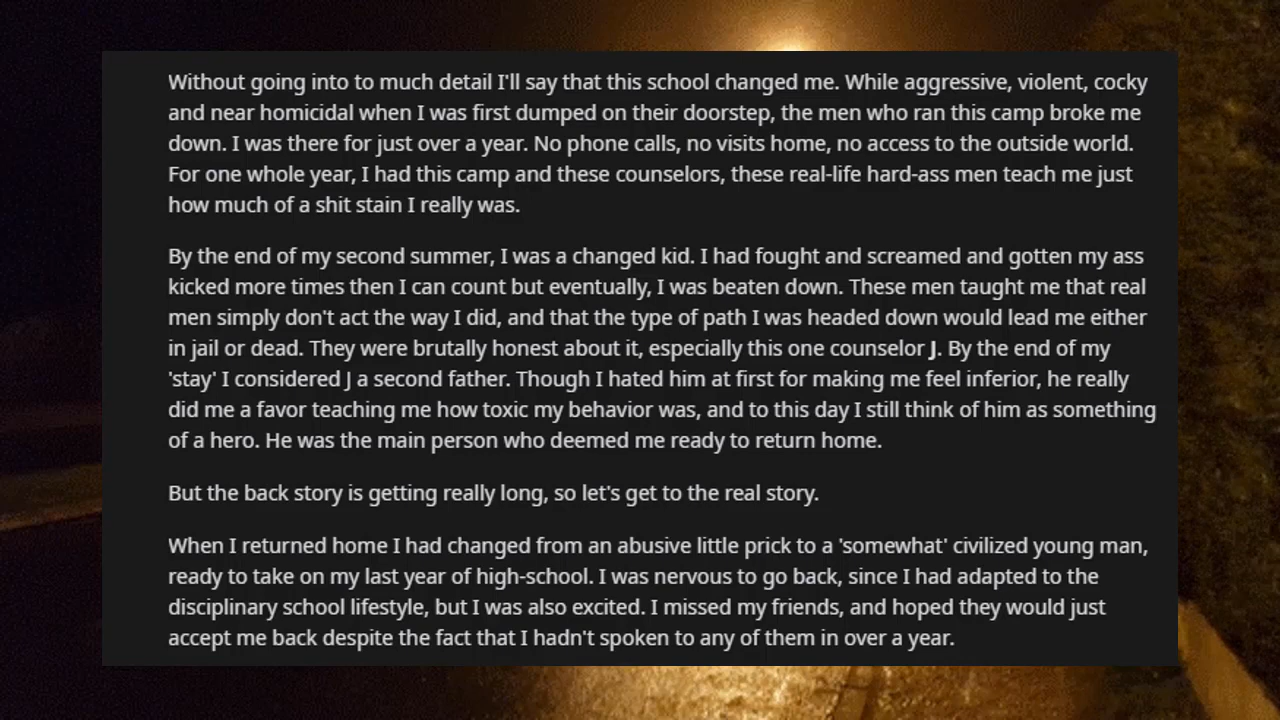 Without going into to much detail I'll say that this school changed me. While aggressive, violent, cocky
and near homicidal when I was first dumped on their doorstep, the men who ran this camp broke me
down. I was there for just over a year. No phone calls, no visits home, no access to the outside world.
For one whole year, I had this camp and these counselors, these real-life hard-ass men teach me just
how much of a shit stain I really was.
By the end of my second summer, I was a changed kid. I had fought and screamed and gotten my ass
kicked more times then I can count but eventually, I was beaten down. These men taught me that real
men simply don't act the way I did, and that the type of path I was headed down would lead me either
in jail or dead. They were brutally honest about it, especially this one counselor J. By the end of my
'stay' I considered J a second father. Though I hated him at first for making me feel inferior, he really
did me a favor teaching me how toxic my behavior was, and to this day I still think of him as something
of a hero. He was the main person who deemed me ready to return home.
But the back story is getting really long, so let's get to the real story.
When I returned home I had changed from an abusive little prick to a 'somewhat' civilized young man,
ready to take on my last year of high-school. I was nervous to go back, since I had adapted to the
disciplinary school lifestyle, but I was also excited. I missed my friends, and hoped they would just
accept me back despite the fact that I hadn't spoken to any of them in over a year.